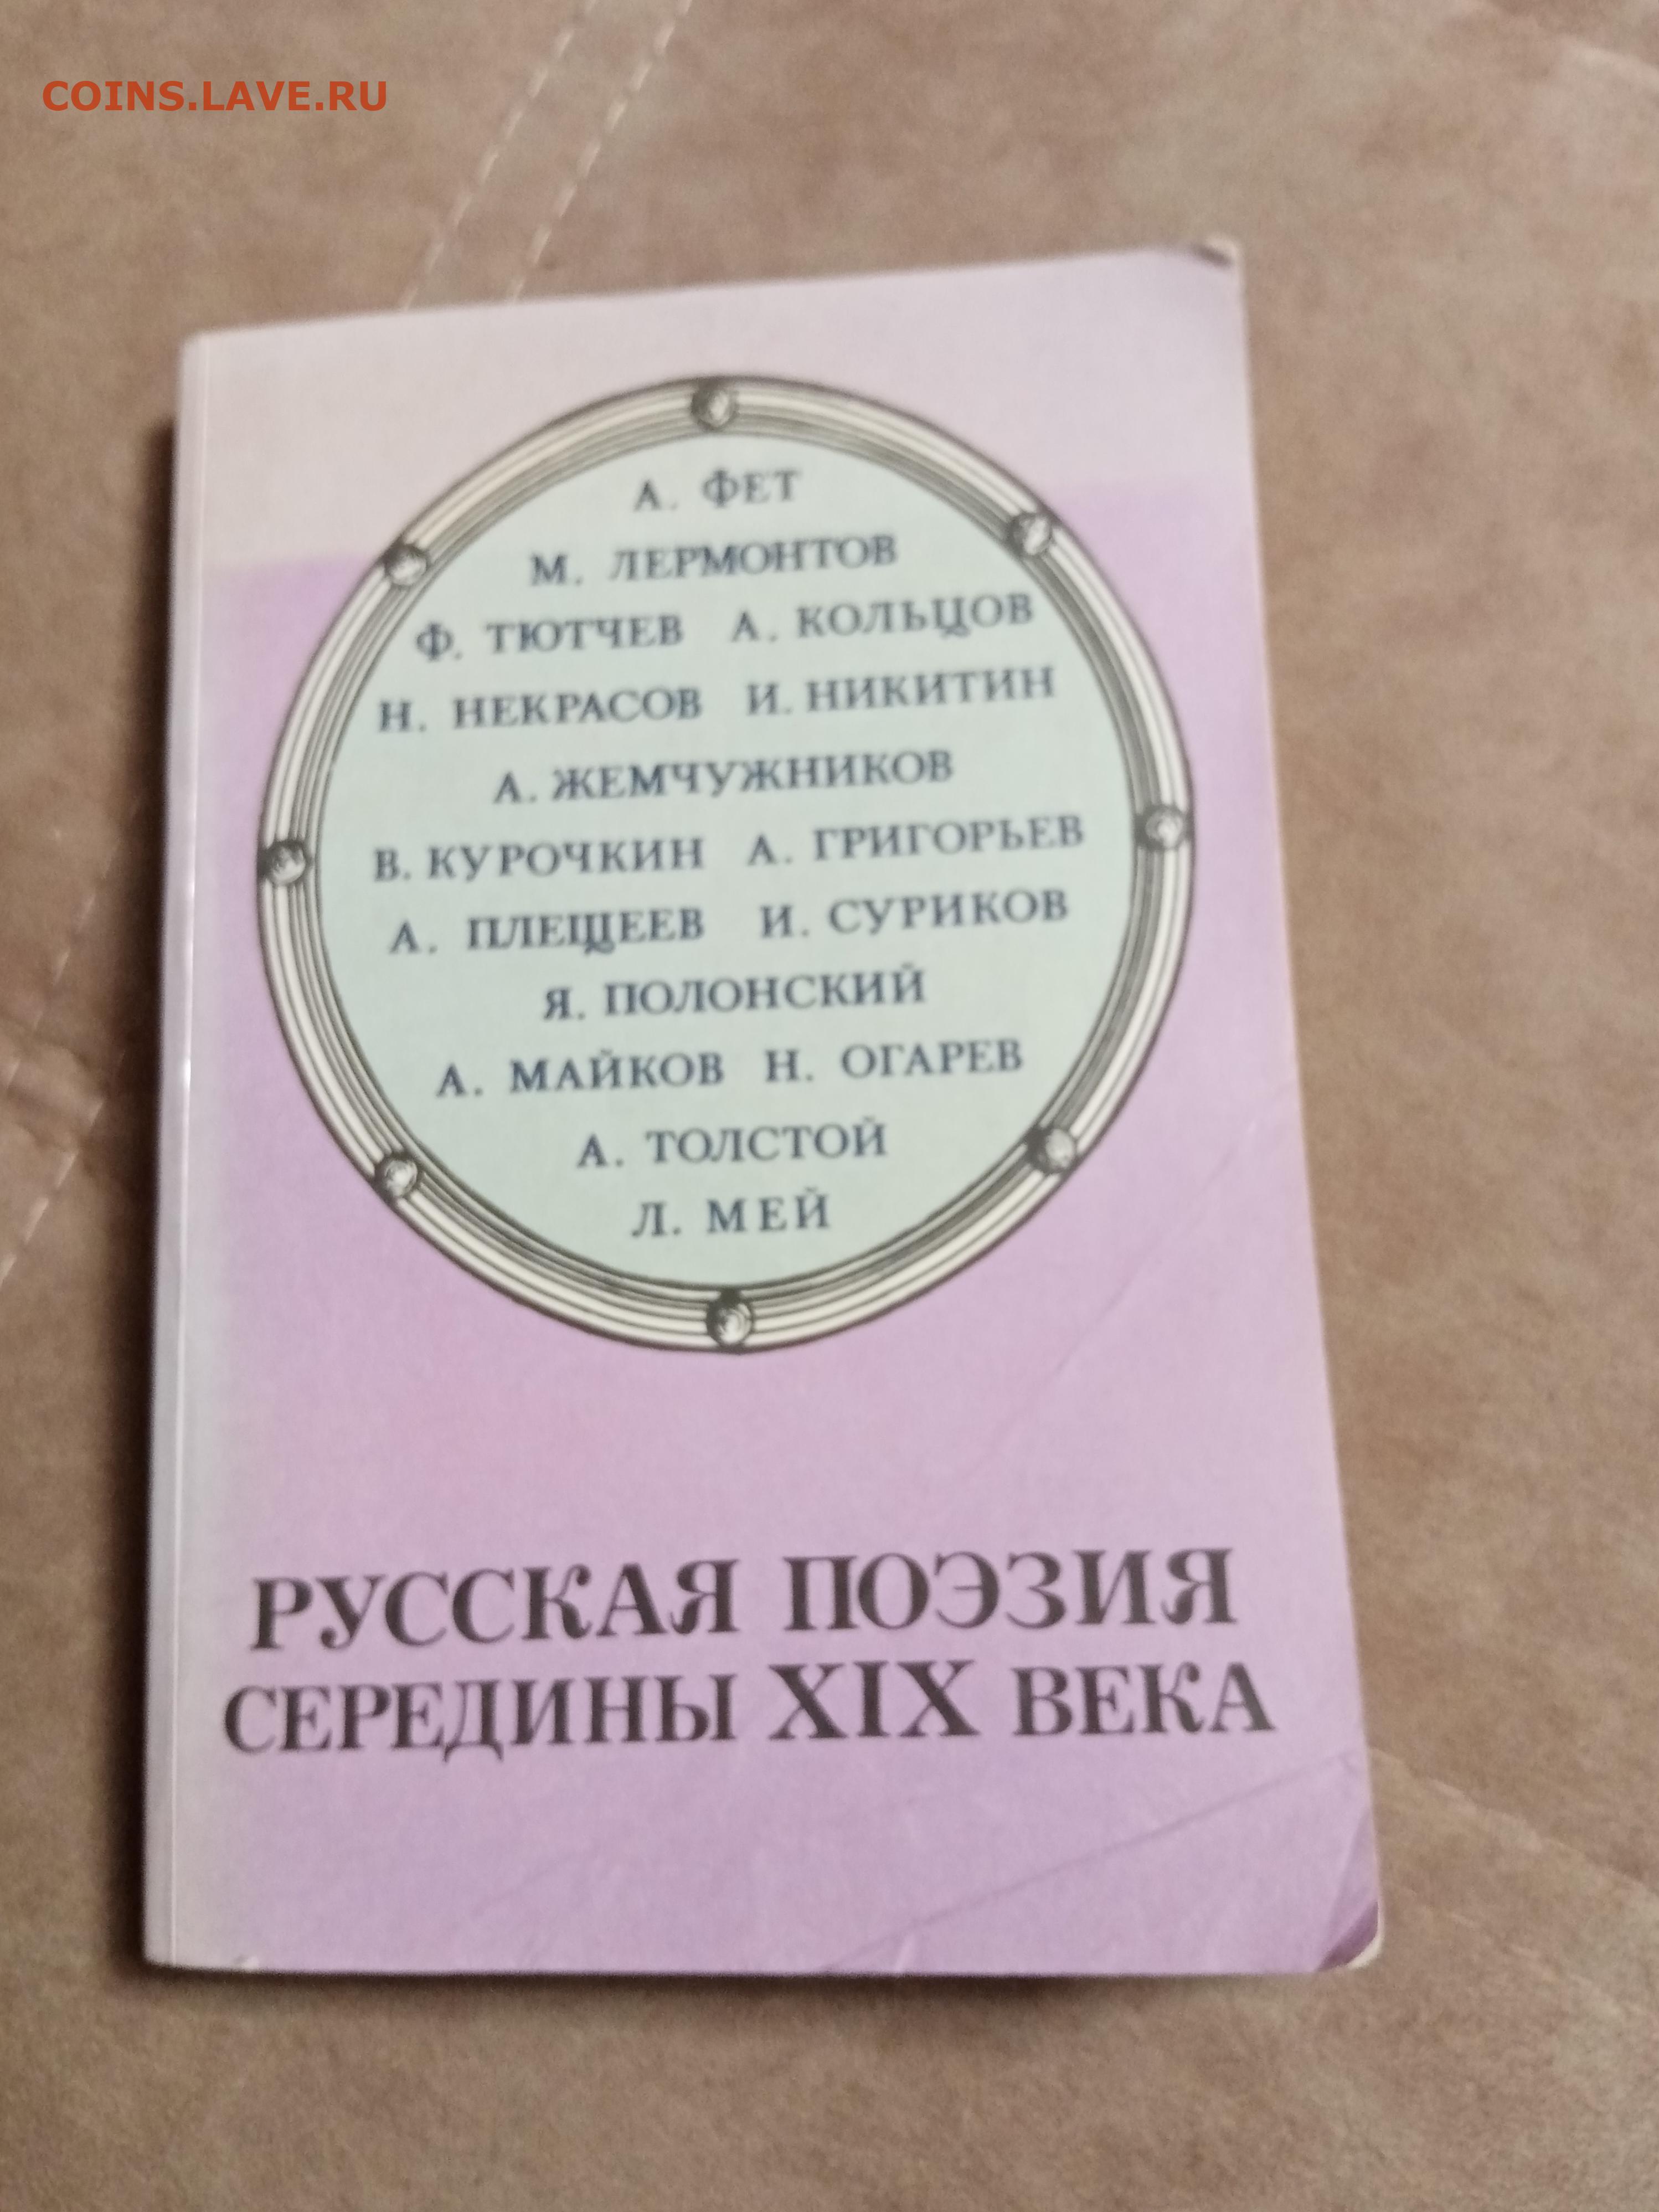 COINS.LAVE.RU
А. ФЕТ
М. ЛЕРМОНТОВ
Ф. ТЮТЧЕВ А. КОЛЬЦОВ
Н. НЕКРАСОВ И. НИКИТИН
А. ЖЕМЧУЖНИКОВ
В. КУРОЧКИН А. ГРИГОРЬЕВ
А. ПЛЕЩЕЕВ И. СУРИКОВ
Я. ПОЛОНСКИЙ
А. МАЙКОВ Н. ОГАРЕВ
А. ТОЛСТОЙ
Л. МЕЙ
РУССКАЯ ПОЭЗИЯ
СЕРЕДИНЫ XIX ВЕКА